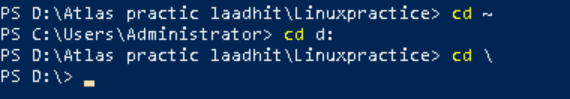 PS D:\Atlas practic laadhit\Linuxpractice> cd ~
PS C:\Users\Administrator> cd d:
PS D:\Atlas practic laadhit\Linuxpractice> cd \
PS D:\> _